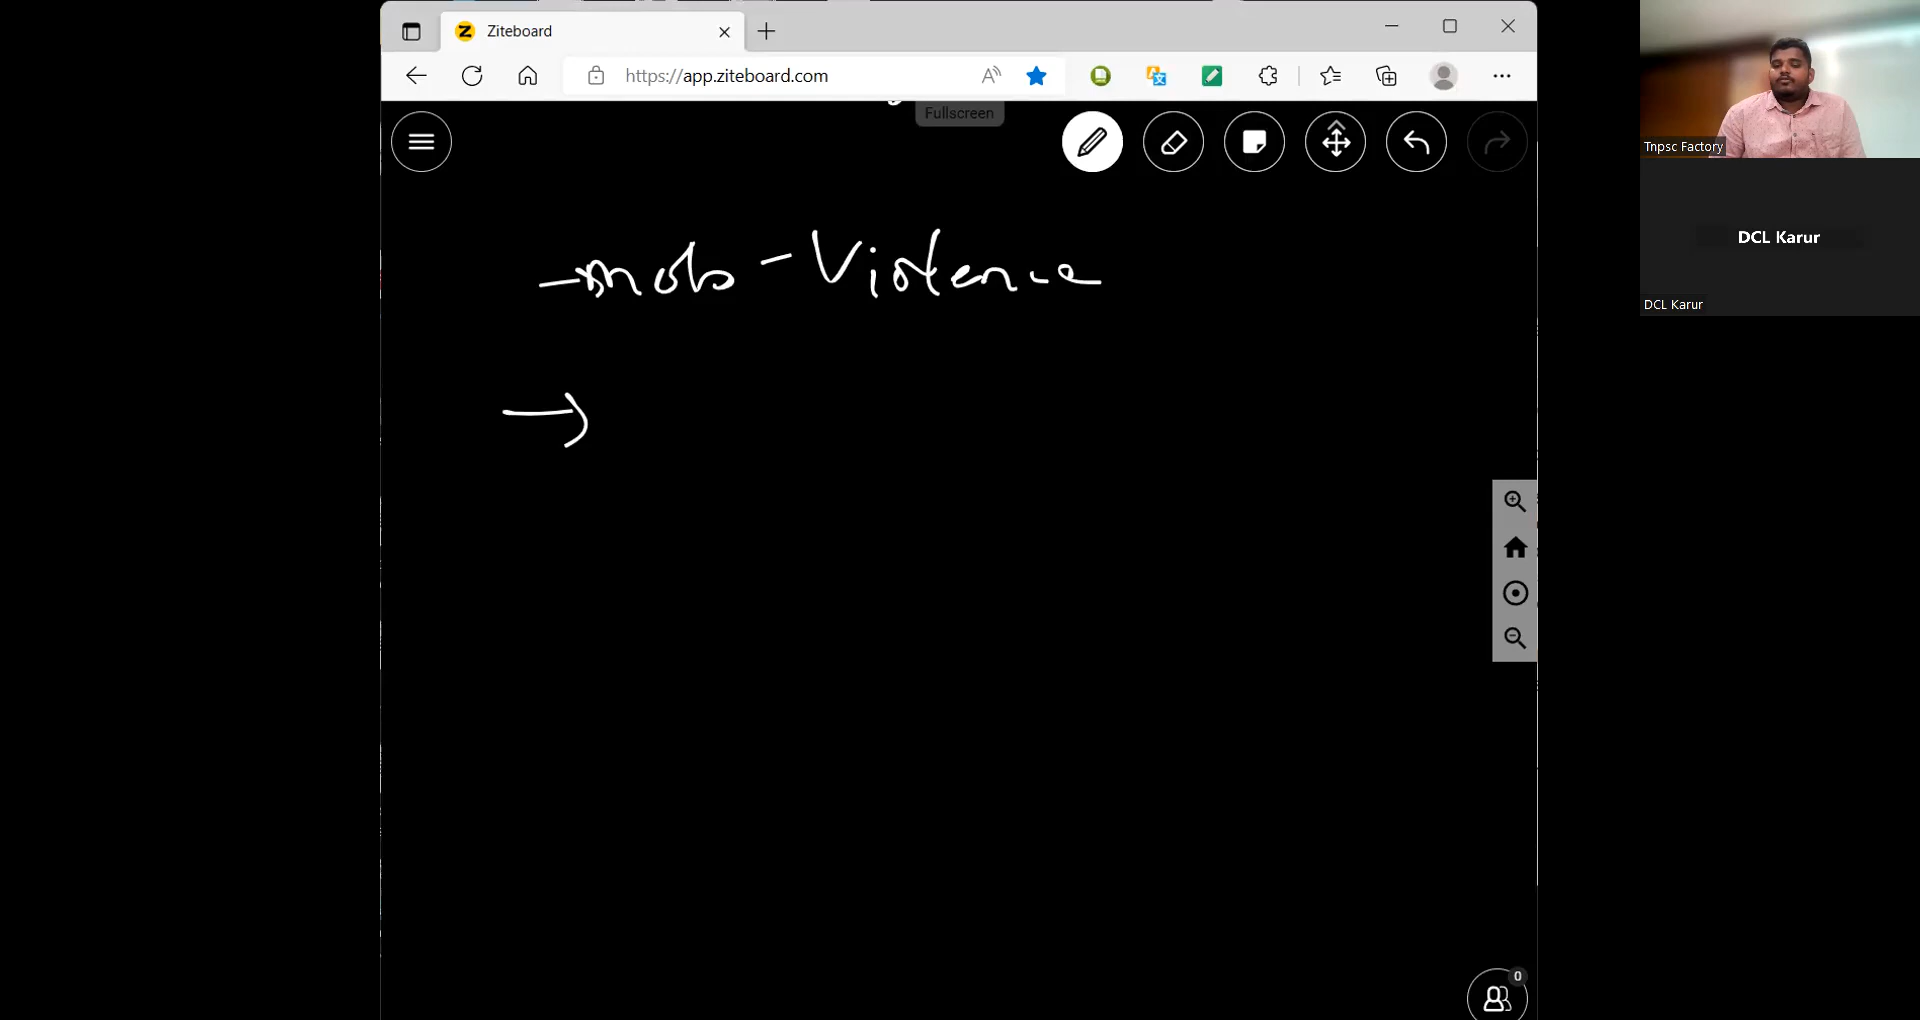 Ziteboard
https://app.ziteboard.com
Fullscreen
Tnpsc Factory
DCL Karur
DCL Karur
-mob - Violence
→
0